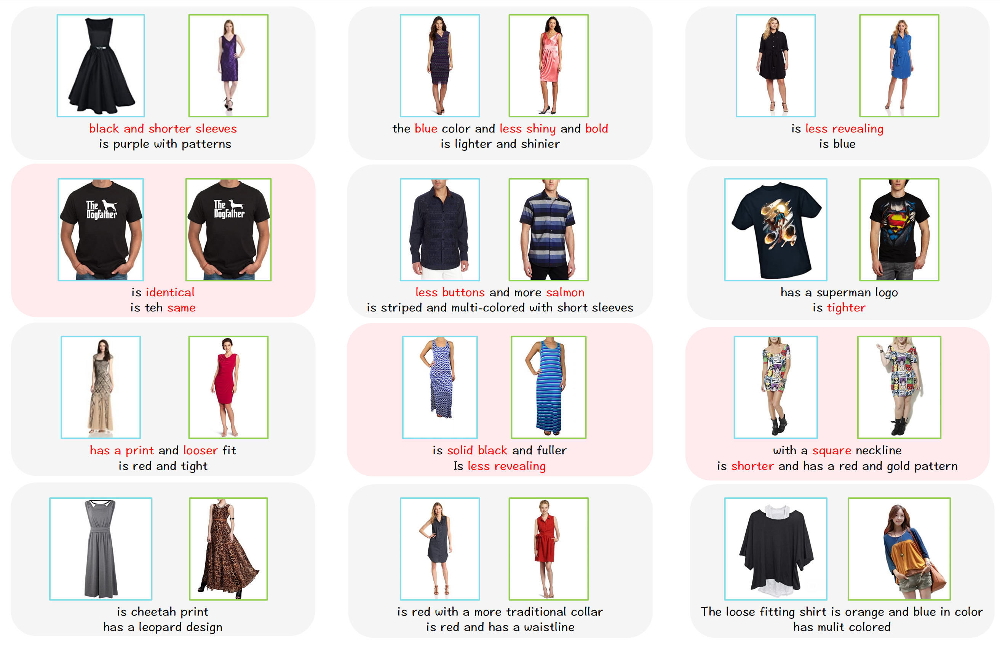 black and shorter sleeves
is purple with patterns
the blue color and less shiny and bold
is lighter and shinier
is less revealing
is blue
The
Dogfather
The
Dogfather
is identical
is teh same
less buttons and more salmon
is striped and multi-colored with short sleeves
has a superman logo
is tighter
has a print and looser fit
is red and tight
is solid black and fuller
Is less revealing
with a square neckline
is shorter and has a red and gold pattern
is cheetah print
has a leopard design
is red with a more traditional collar
is red and has a waistline
The loose fitting shirt is orange and blue in color
has mulit colored